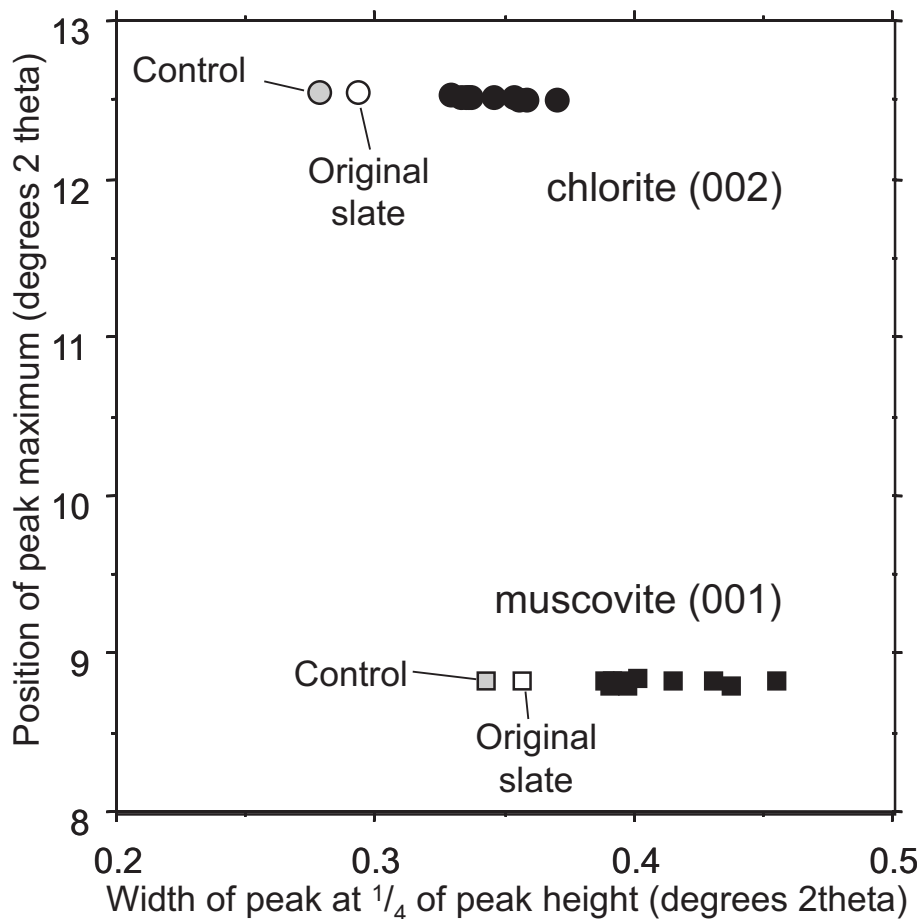 13
Control
Original
slate
12
chlorite (002)
11
Position of peak maximum (degrees 2 theta)
10
muscovite (001)
9
Control
Original
slate
8
0.2 0.3 0.4 0.5
Width of peak at 1/4 of peak height (degrees 2theta)